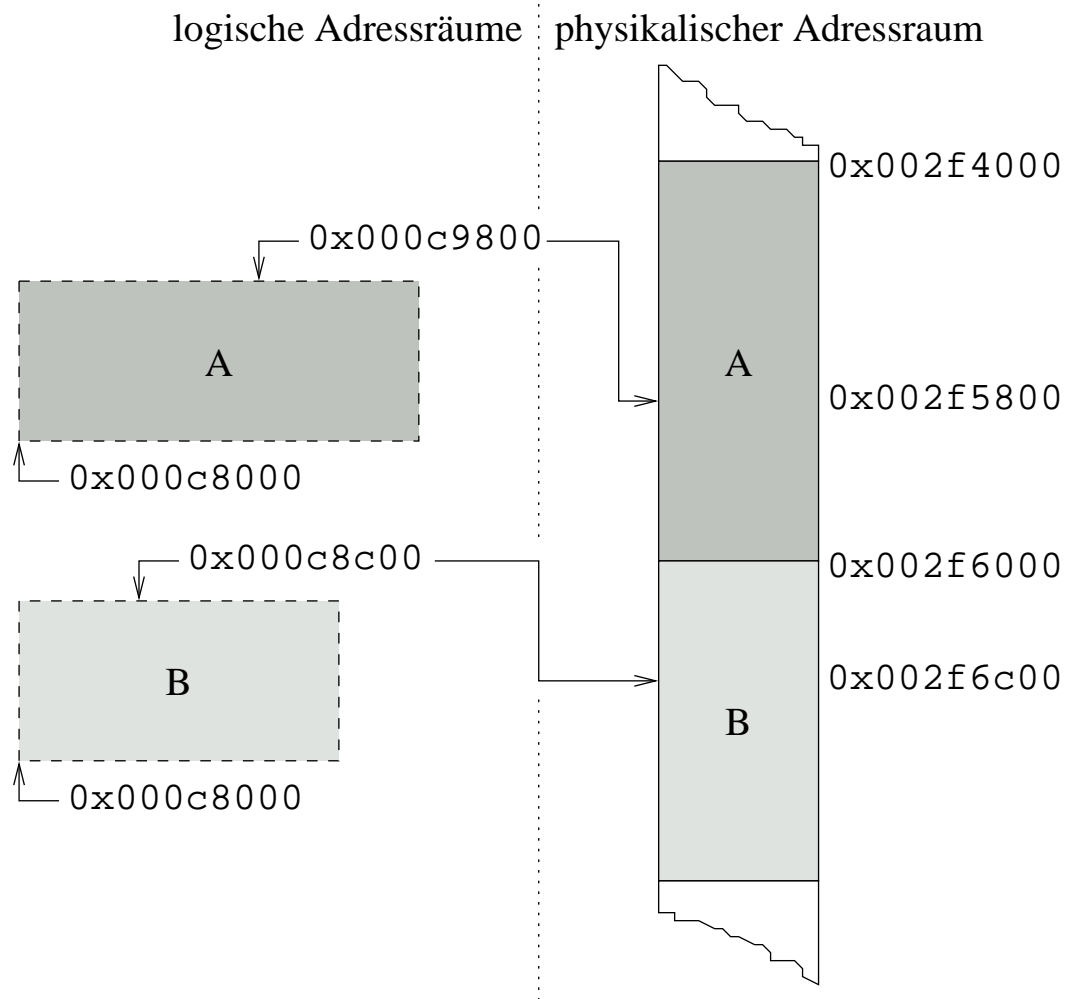 logische Adressräume
physikalischer Adressraum
0x002f4000
0x000c9800
A
A
0x002f5800
0x000c8000
0x000c8c00
0x002f6000
B
0x002f6c00
B
0x000c8000